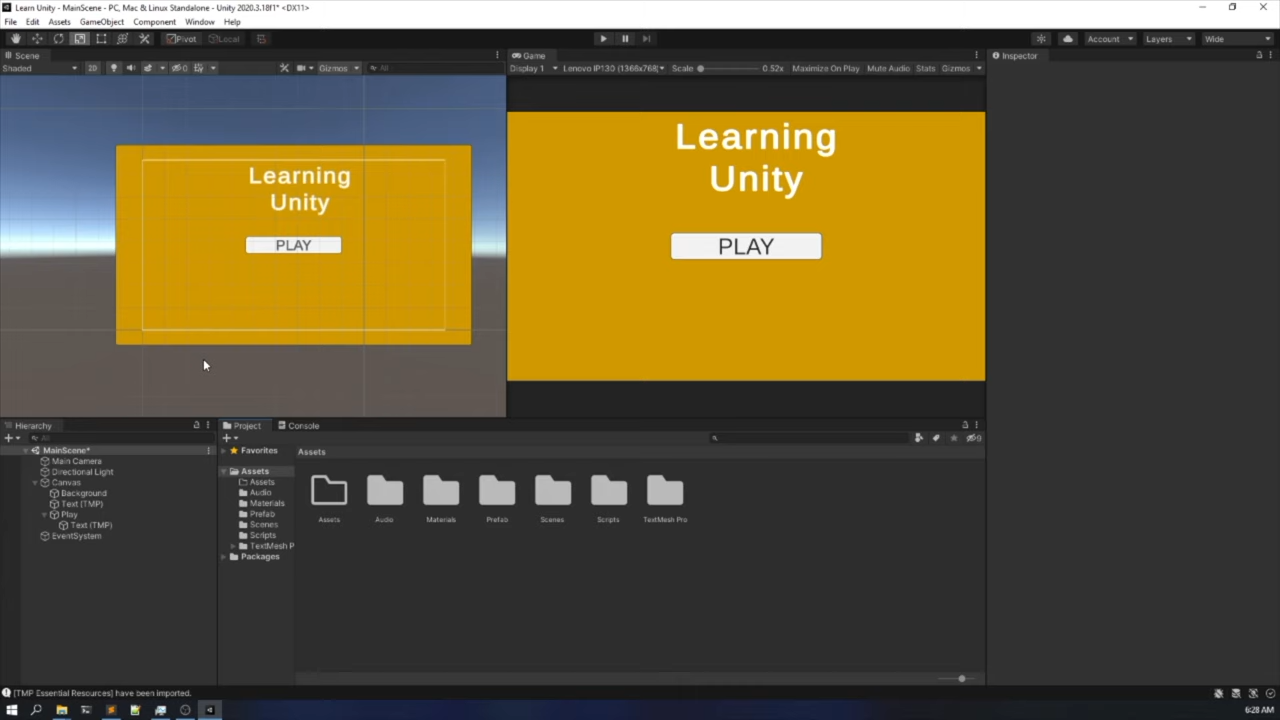 Learn Unity - MainScene - PC, Mac & Linux Standalone - Unity 2020.3.18f1* <DX11>
File Edit Assets GameObject Component Window Help
Pivot Local Account Layers Wide
Scene
Shaded 2D 0 Gizmos All
Learning
Unity
PLAY
Game
Display 1 Lenovo IP130 (1366x768) Scale 0.52x Maximize On Play Mute Audio Stats Gizmos
Learning
Unity
PLAY
Inspector
Hierarchy
All
MainScene*
Main Camera
Directional Light
Canvas
Background
Text (TMP)
Play
Text (TMP)
EventSystem
Project Console
Favorites
Assets
Assets
Audio
Materials
Prefab
Scenes
Scripts
TextMesh P
Packages
Assets
Assets Audio Materials Prefab Scenes Scripts TextMesh Pro
[TMP Essential Resources] have been imported.
6:28 AM